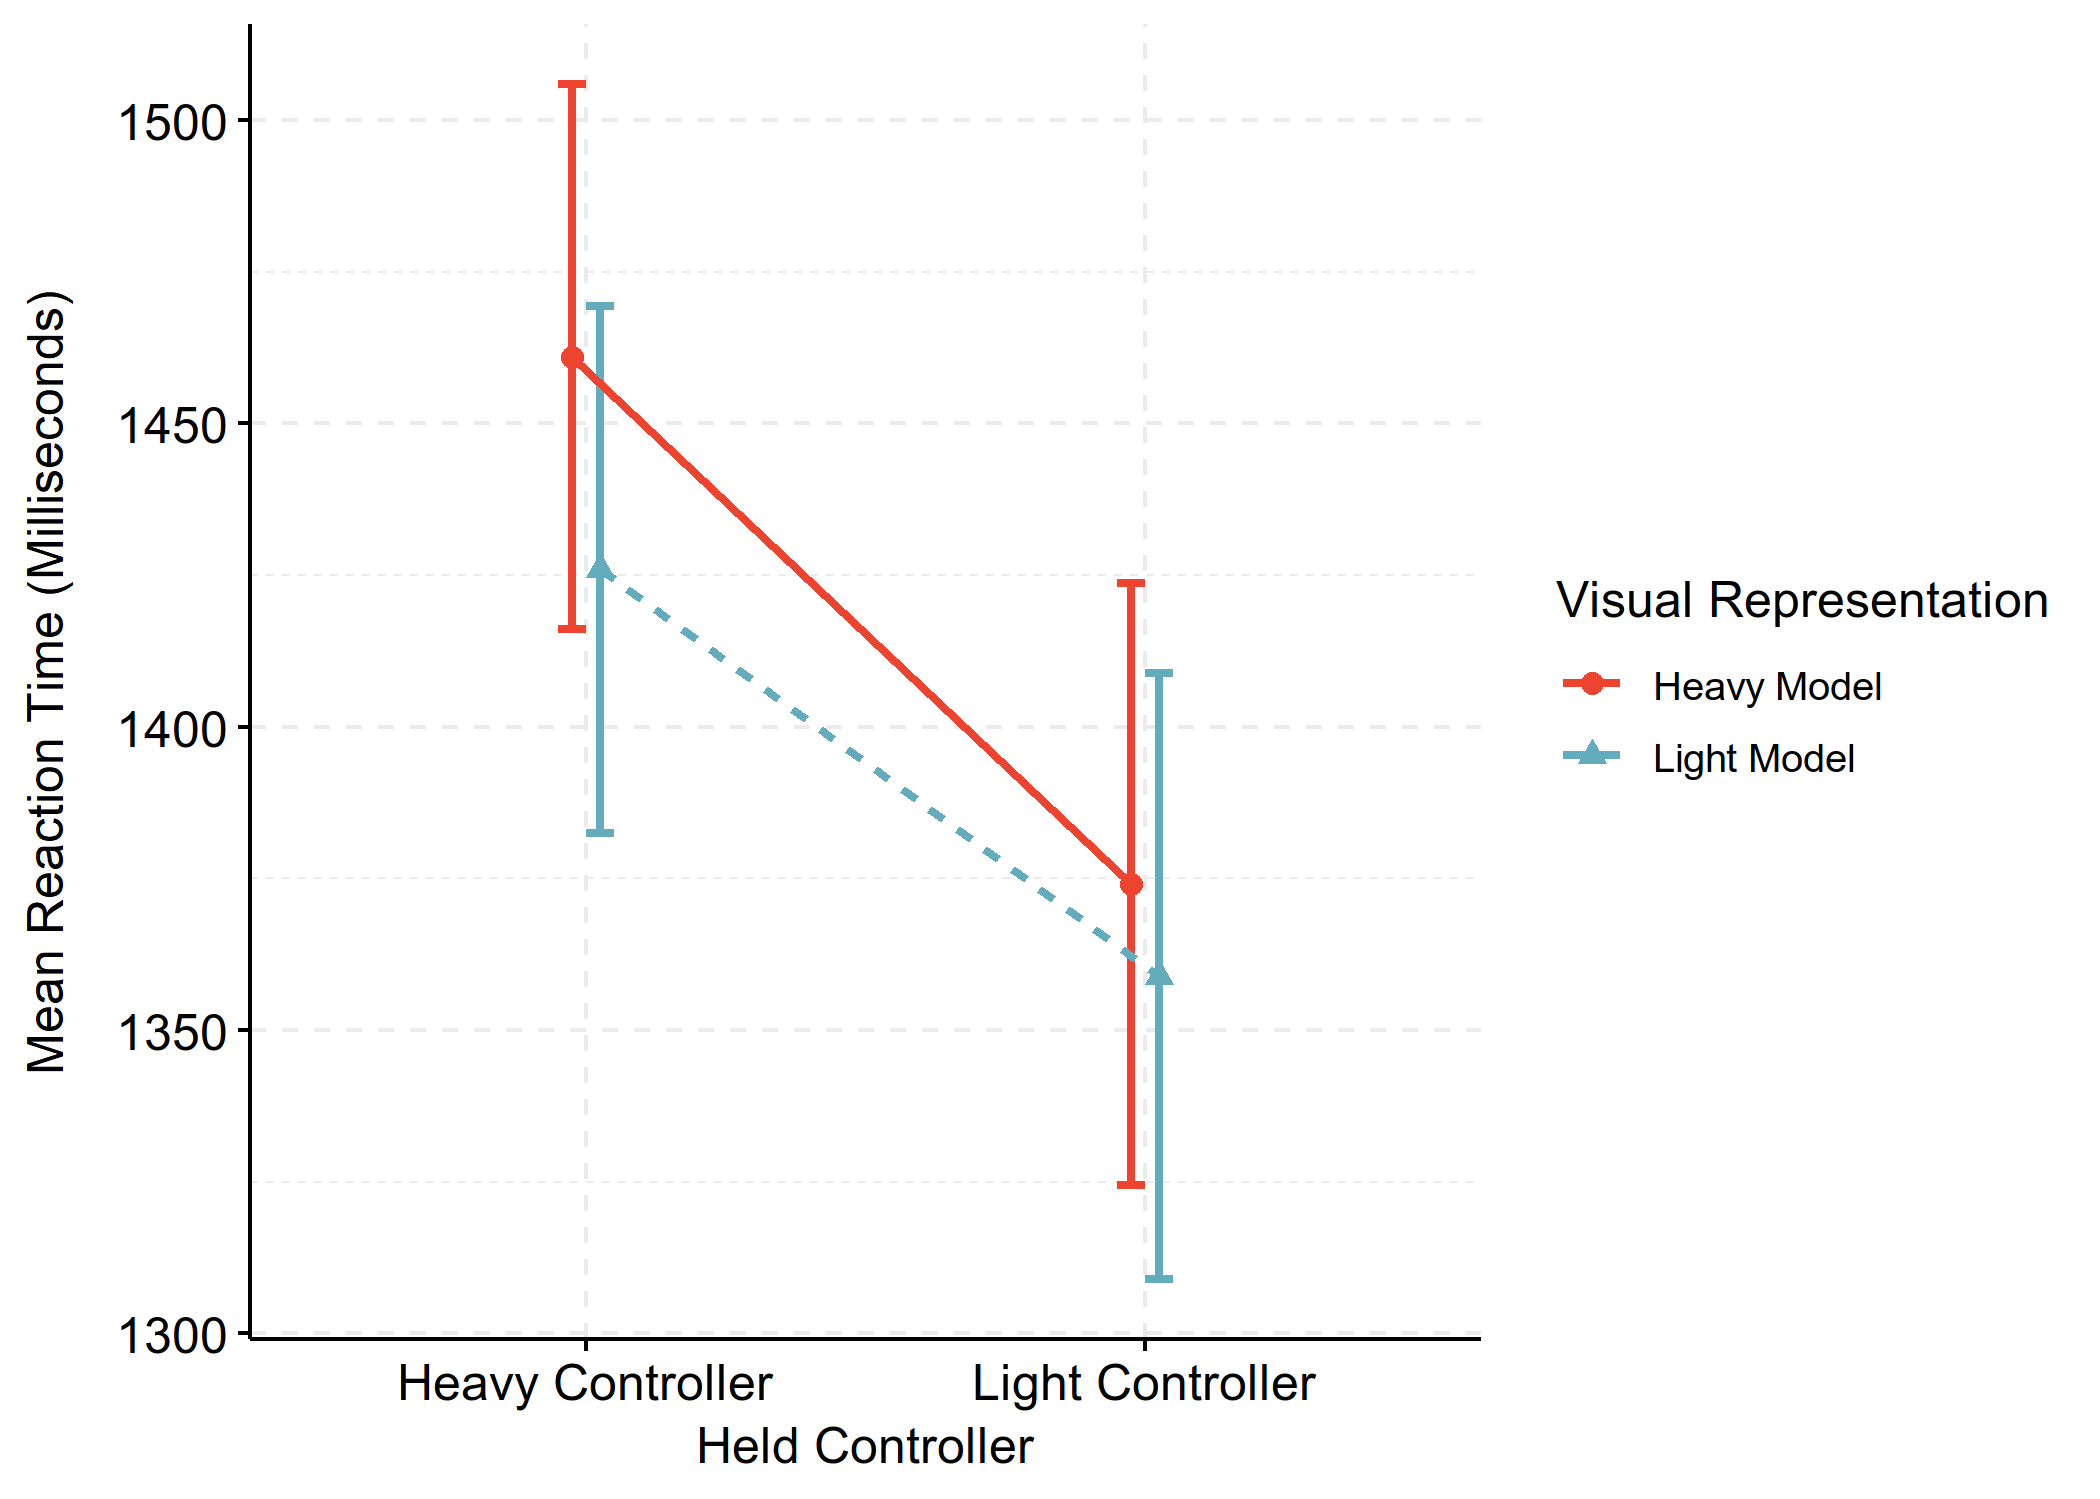 Mean Reaction Time (Milliseconds)
1500
1450
1400
1350
1300
Heavy Controller
Light Controller
Held Controller
Visual Representation
Heavy Model
Light Model